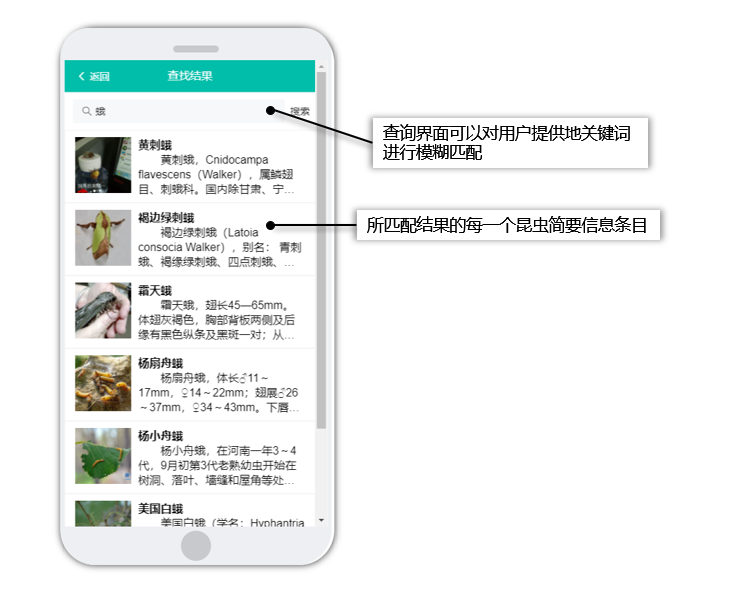 返回
查找结果
蛾
搜索
黄刺蛾
黄刺蛾，Cnidocampa
flavescens（Walker），属鳞翅
目、刺蛾科。国内除甘肃、宁…
褐边绿刺蛾
褐边绿刺蛾（Latoia
consocia Walker），别名： 青刺
蛾、褐缘绿刺蛾、四点刺蛾、…
霜天蛾
霜天蛾，翅长45—65mm。
体翅灰褐色，胸部背板两侧及后
缘有黑色纵条及黑斑一对；从…
杨扇舟蛾
杨扇舟蛾，体长♂11～
17mm，♀14～22mm；翅展♂26
～37mm，♀34～43mm。下唇…
杨小舟蛾
杨小舟蛾，在河南一年3～4
代，9月初第3代老熟幼虫开始在
树洞、落叶、墙缝和屋角等处…
美国白蛾
美国白蛾（学名：Hyphantria
查询界面可以对用户提供地关键词
进行模糊匹配
所匹配结果的每一个昆虫简要信息条目